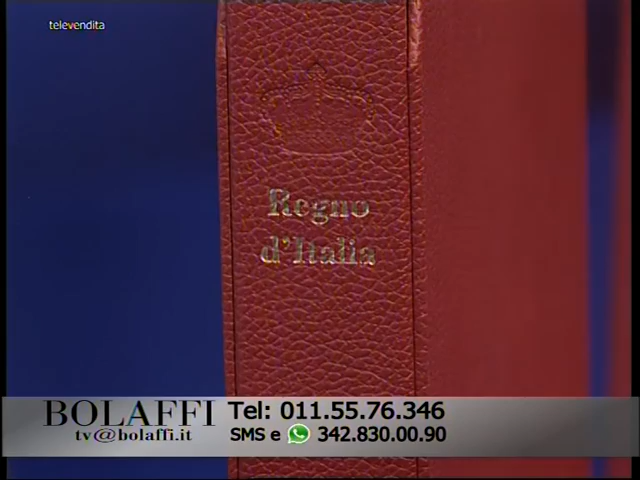 televendita
Regno
d'Italia
BOLAFFI
tv@bolaffi.it
Tel: 011.55.76.346
SMS e 342.830.00.90